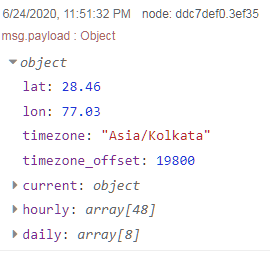 6/24/2020, 11:51:32 PM node: ddc7def0.3ef35
msg.payload : Object
object
lat: 28.46
lon: 77.03
timezone: "Asia/Kolkata"
timezone_offset: 19800
current: object
hourly: array[48]
daily: array[8]